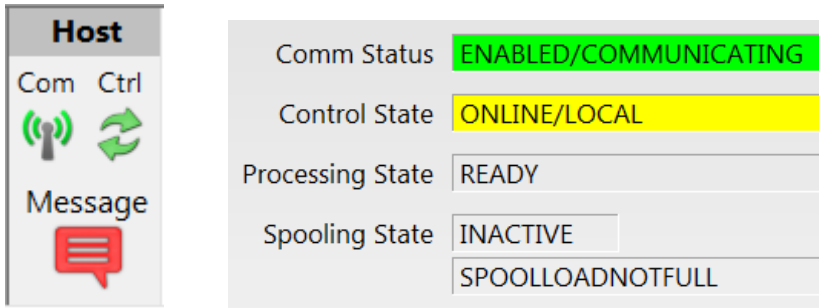 Host
Com Ctrl
Message
Comm Status ENABLED/COMMUNICATING
Control State ONLINE/LOCAL
Processing State READY
Spooling State INACTIVE
SPOOLLOADNOTFULL